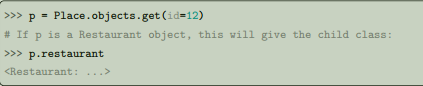 >>> p = Place.objects.get(id=12)
# If p is a Restaurant object, this will give the child class:
>>> p.restaurant
<Restaurant: ...>